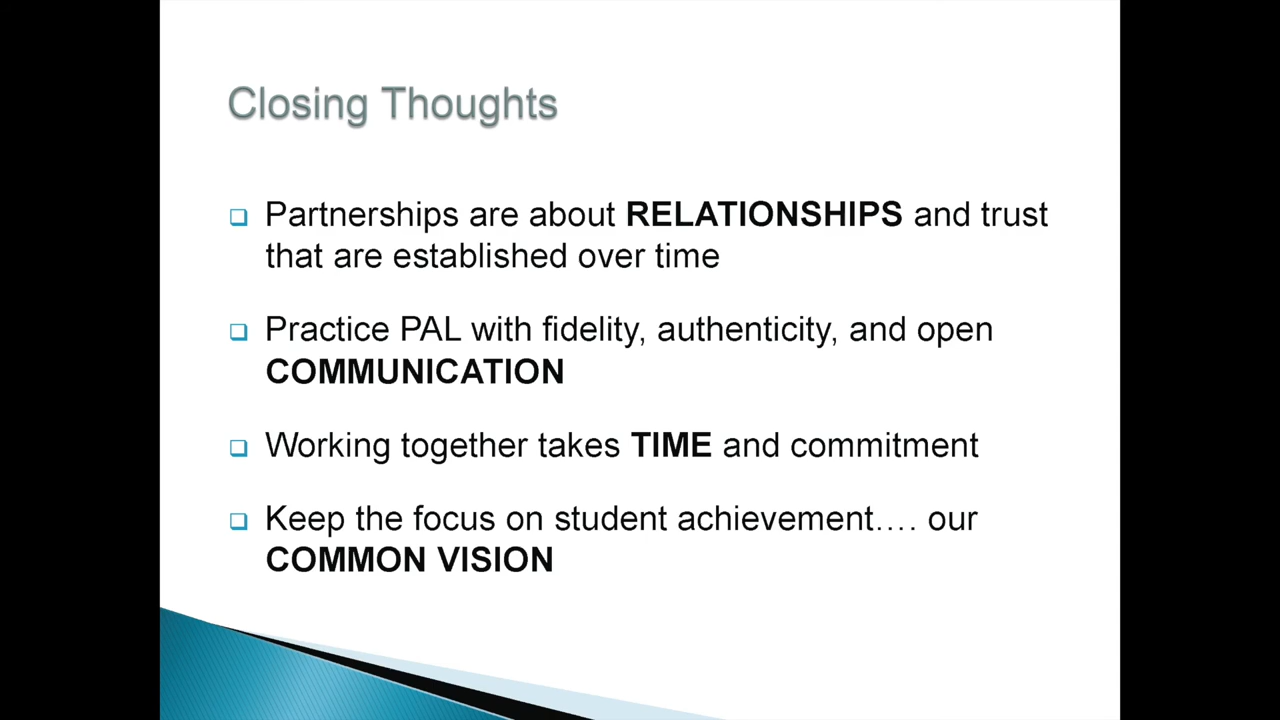 Closing Thoughts
Partnerships are about RELATIONSHIPS and trust
that are established over time
Practice PAL with fidelity, authenticity, and open
COMMUNICATION
Working together takes TIME and commitment
Keep the focus on student achievement…. our
COMMON VISION